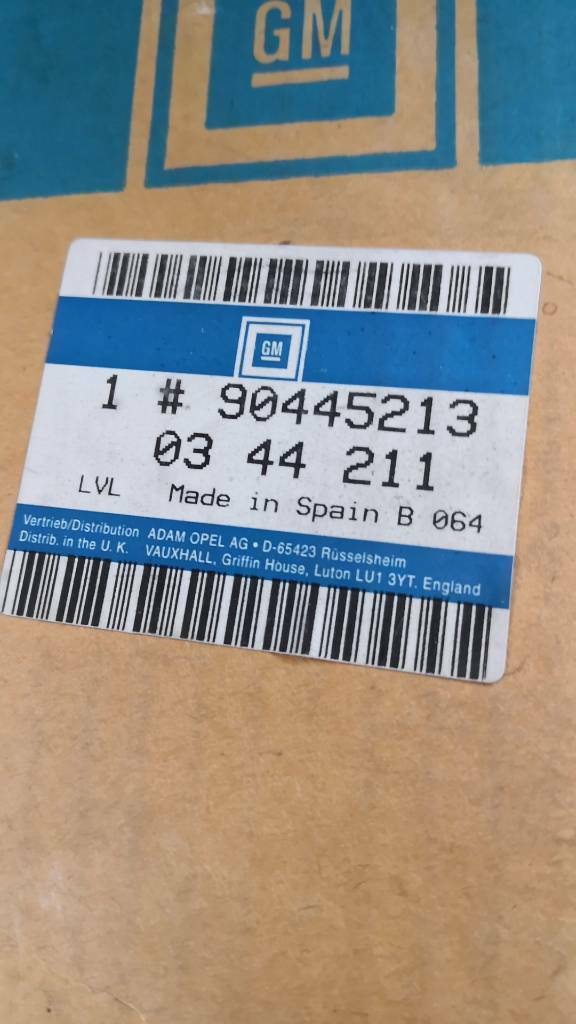 GM
GM
1 # 90445213
03 44 211
LVL Made in Spain B 064
Vertrieb/Distribution ADAM OPEL AG • D-65423 Rüsselsheim
Distrib. in the U. K. VAUXHALL, Griffin House, Luton LU1 3YT. England